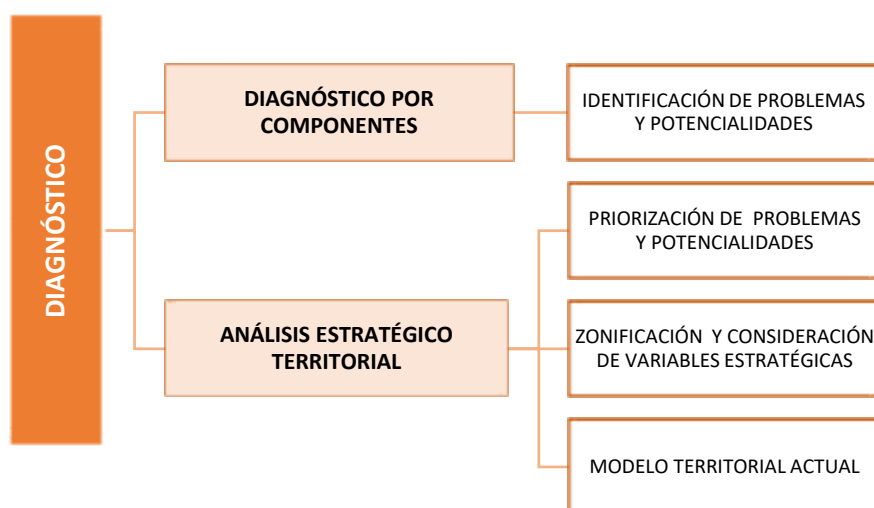 DIAGNÓSTICO
DIAGNÓSTICO POR
COMPONENTES
IDENTIFICACIÓN DE PROBLEMAS
Y POTENCIALIDADES
ANÁLISIS ESTRATÉGICO
TERRITORIAL
PRIORIZACIÓN DE PROBLEMAS
Y POTENCIALIDADES
ZONIFICACIÓN Y CONSIDERACIÓN
DE VARIABLES ESTRATÉGICAS
MODELO TERRITORIAL ACTUAL